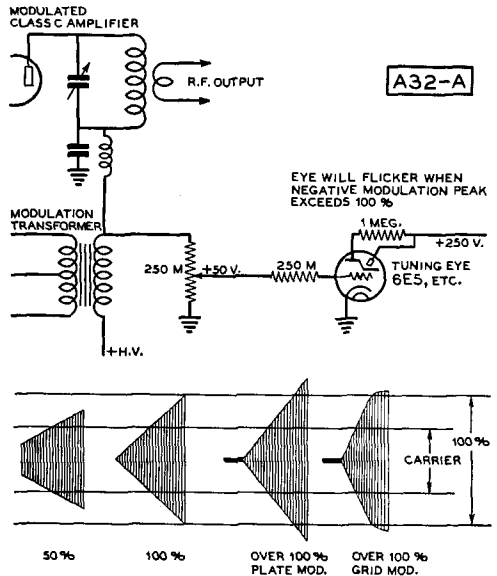 MODULATED
CLASS C AMPLIFIER
R.F. OUTPUT
A32-A
EYE WILL FLICKER WHEN
NEGATIVE MODULATION PEAK
EXCEEDS 100 %
1 MEG.
+250 V.
MODULATION
TRANSFORMER
250 M
+50 V.
250 M
TUNING EYE
6E5, ETC.
+H.V.
100 %
CARRIER
50 %
100 %
OVER 100 %
PLATE MOD.
OVER 100 %
GRID MOD.